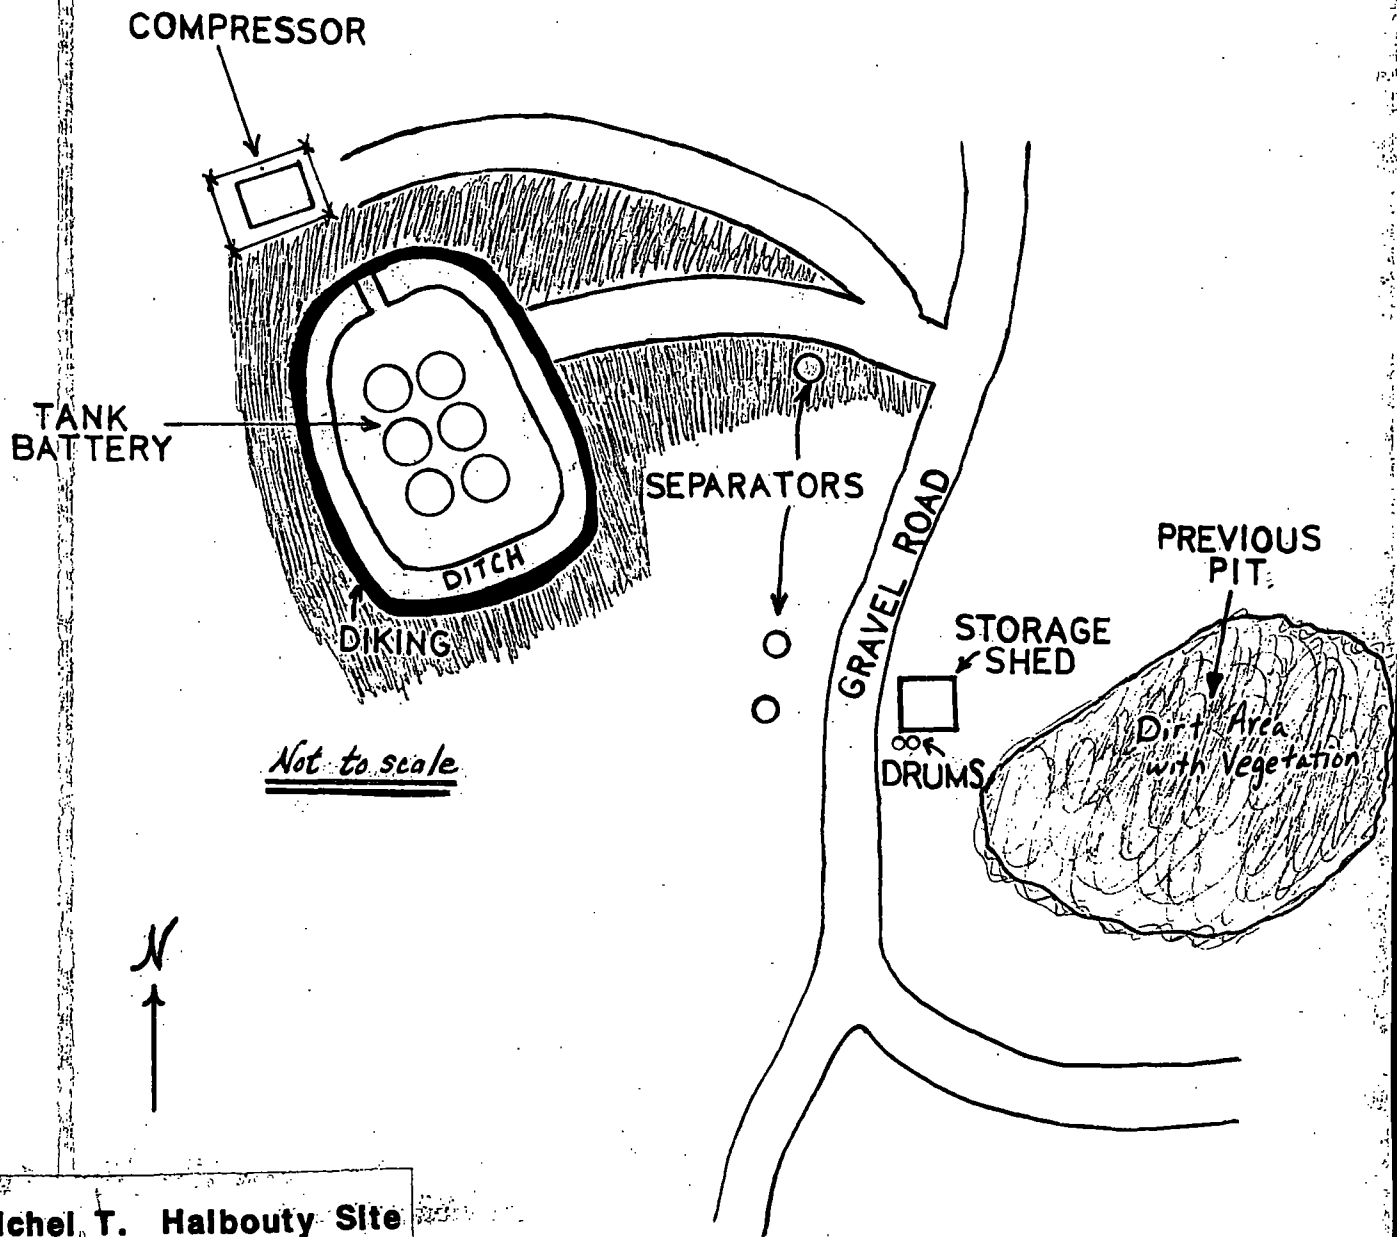 COMPRESSOR
TANK
BATTERY
SEPARATORS
GRAVEL ROAD
DITCH
DIKING
PREVIOUS
PIT
STORAGE
SHED
DRUMS
Dirt Area
with Vegetation
Not to scale
N
ichel T. Halbouty Site